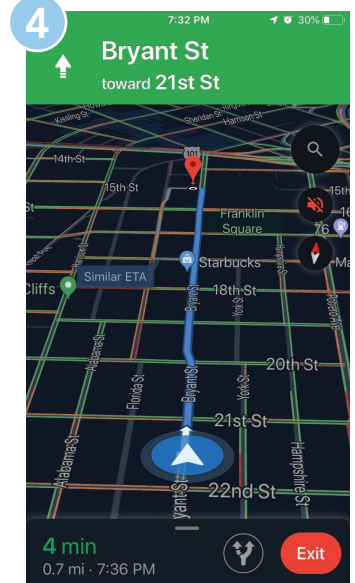 4
7:32 PM
30%
Bryant St
toward 21st St
Kissling St
Sheridan St
Harrison St
101
14th St
15th St
15th
16
Franklin
Square
76
Starbucks
Ma
Similar ETA
Cliffs
18th St
Bryant St
York St
Alabama St
Florida St
Bryant St
York St
20th St
21st St
Alabama St
Hampshire St
yant St
22nd St
4 min
0.7 mi · 7:36 PM
Exit